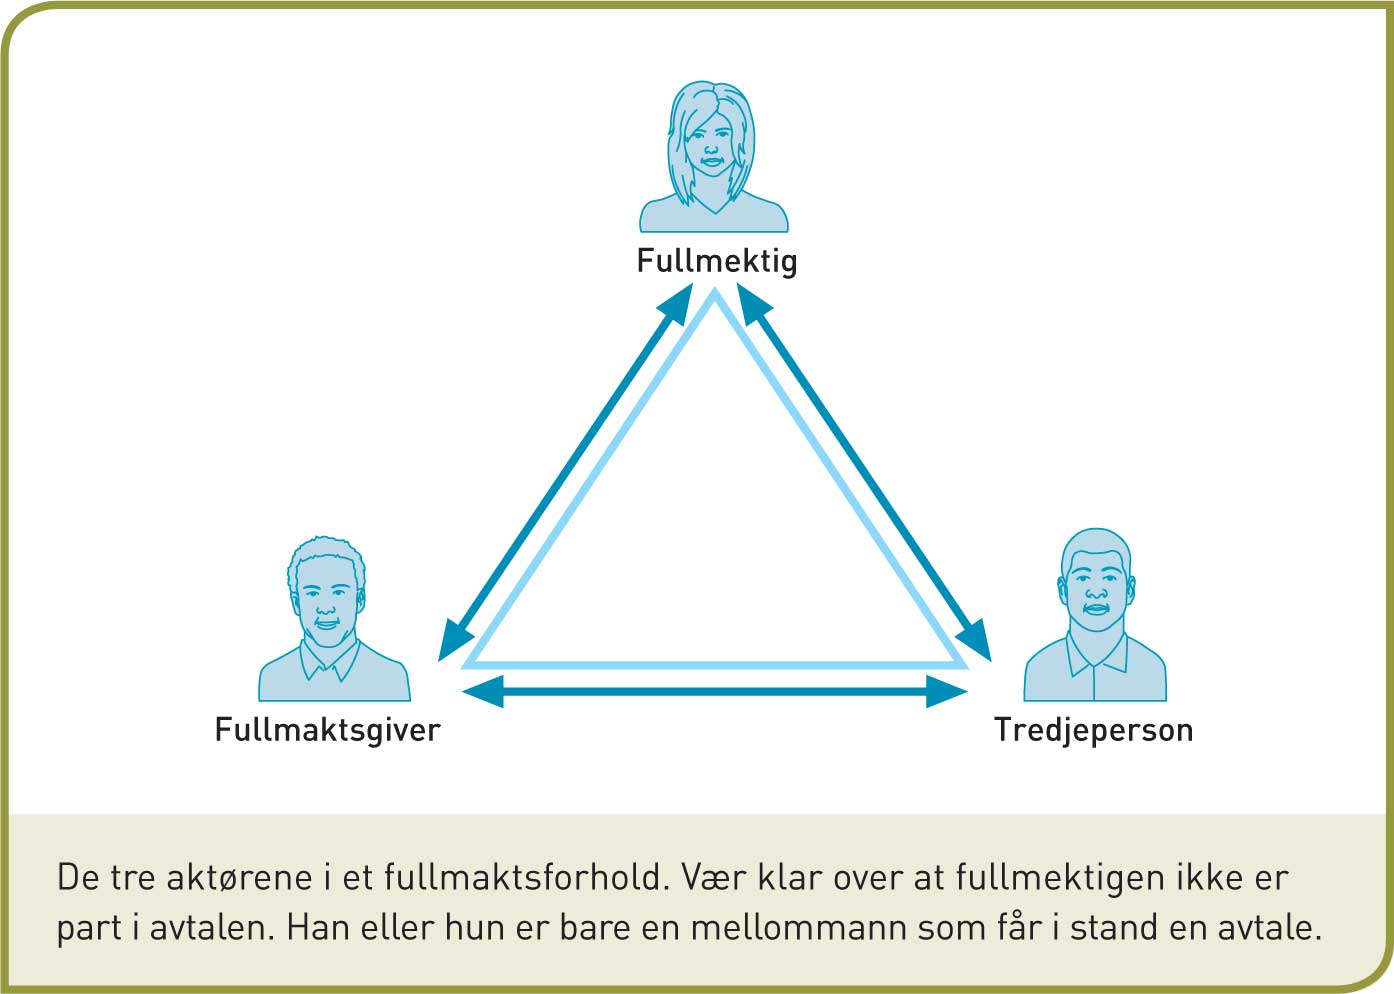 Fullmektig
Fullmaktsgiver
Tredjeperson
De tre aktørene i et fullmaktsforhold. Vær klar over at fullmektigen ikke er
part i avtalen. Han eller hun er bare en mellommann som får i stand en avtale.